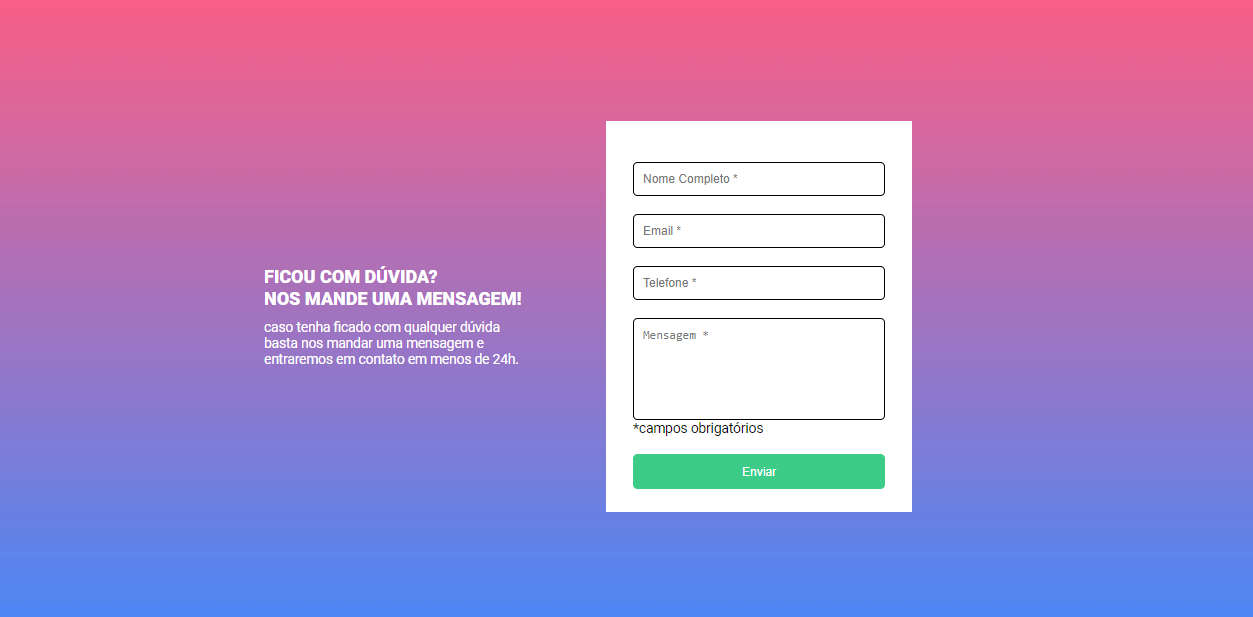 FICOU COM DÚVIDA?
NOS MANDE UMA MENSAGEM!
caso tenha ficado com qualquer dúvida
basta nos mandar uma mensagem e
entraremos em contato em menos de 24h.
Nome Completo *
Email *
Telefone *
Mensagem *
*campos obrigatórios
Enviar